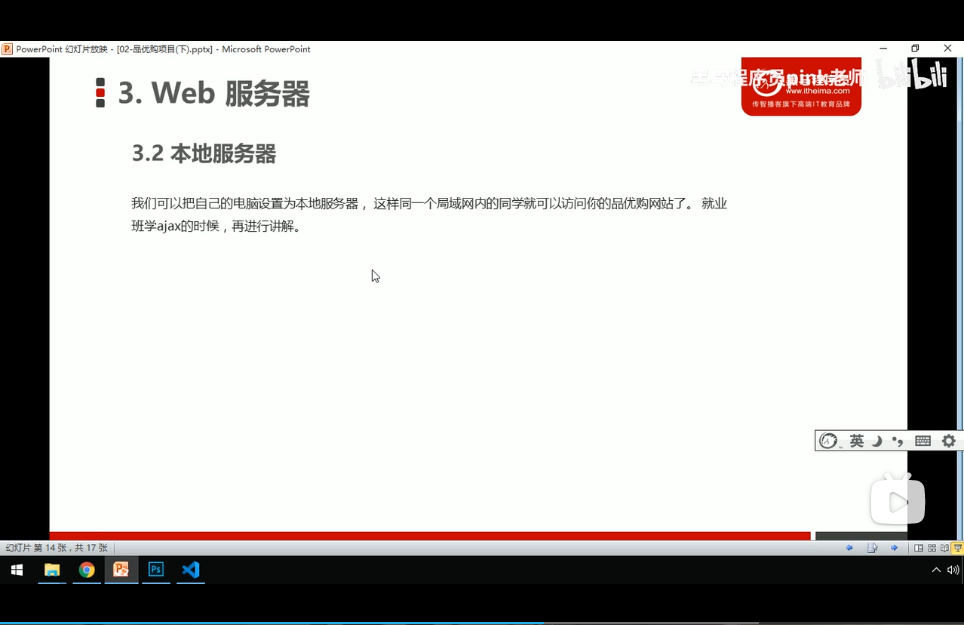 PowerPoint 幻灯片放映 - [02-品优购项目(下).pptx] - Microsoft PowerPoint
3. Web 服务器
pink老师
bilibili
www.itheima.com
传智播客旗下高端IT教育品牌
3.2 本地服务器
我们可以把自己的电脑设置为本地服务器，这样同一个局域网内的同学就可以访问你的品优购网站了。 就业
班学ajax的时候，再进行讲解。
英
幻灯片 第 14 张，共 17 张
Ps